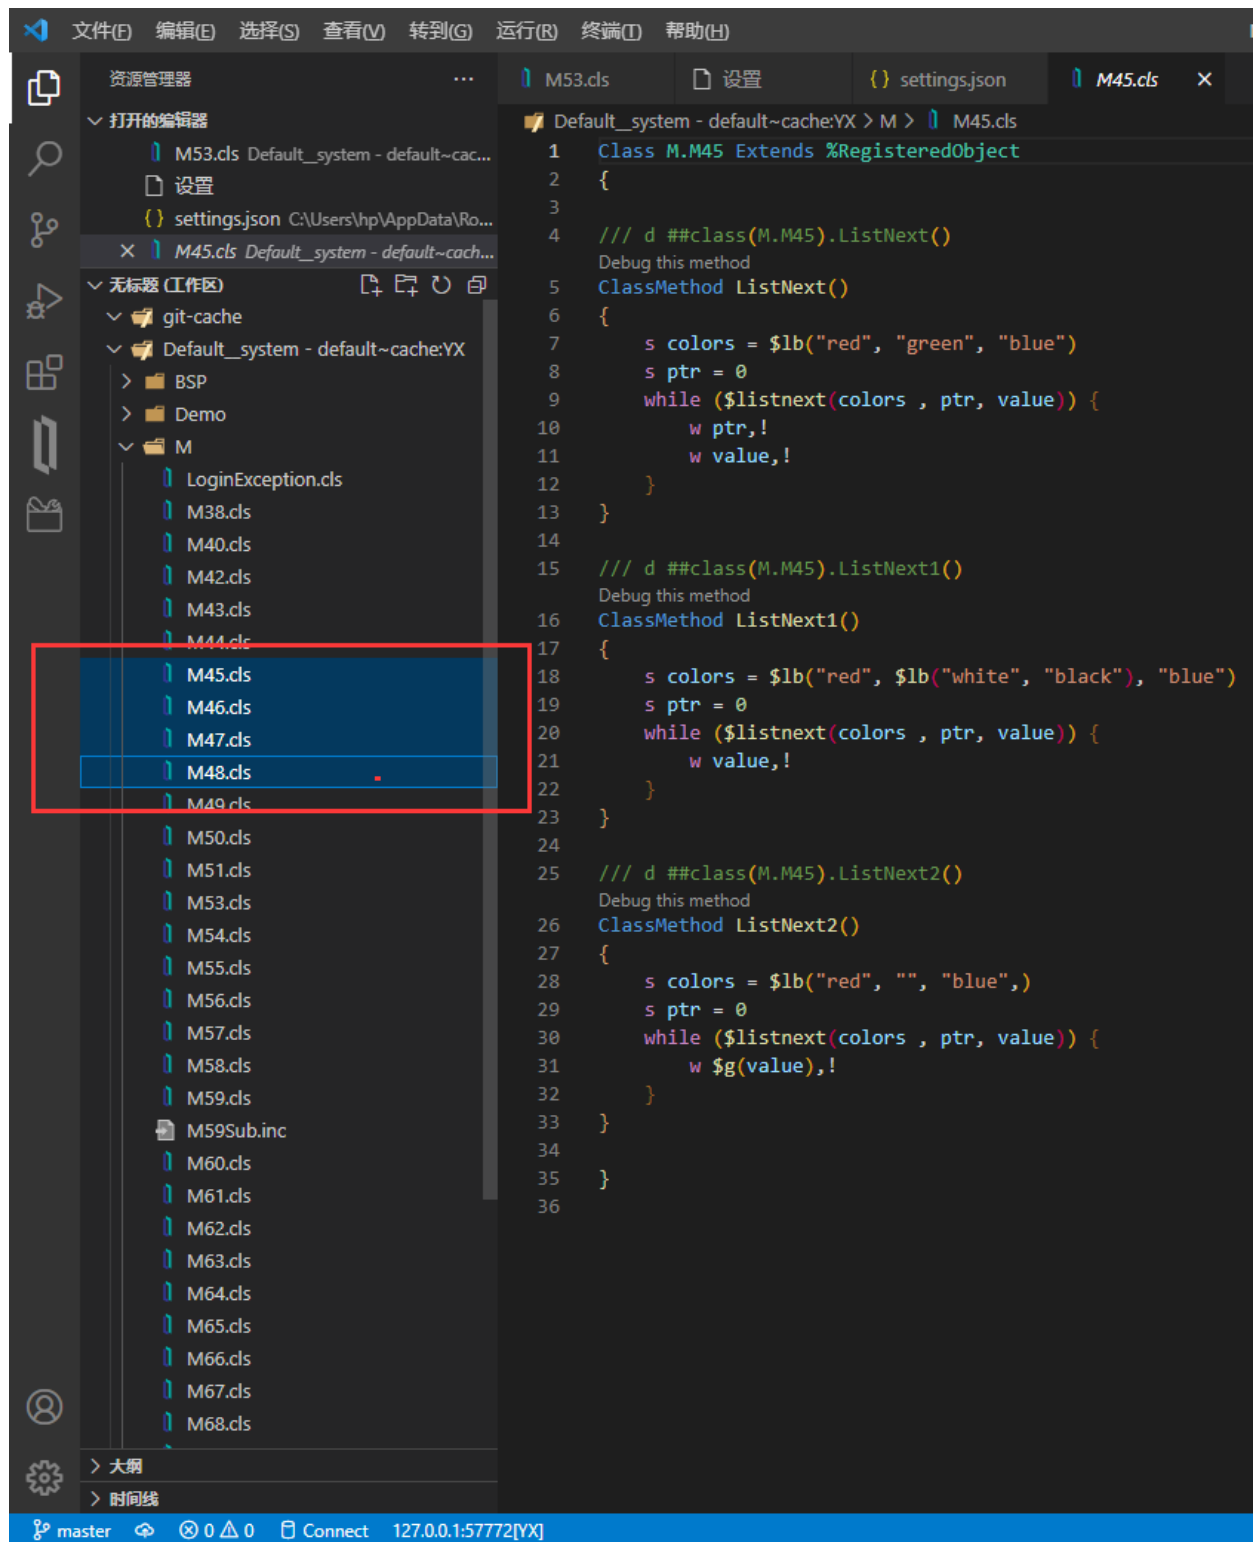 文件(F) 编辑(E) 选择(S) 查看(V) 转到(G) 运行(R) 终端(T) 帮助(H)
资源管理器 ···
打开的编辑器
M53.cls Default__system - default~cac...
设置
settings.json C:\Users\hp\AppData\Ro...
M45.cls Default__system - default~cach...
无标题 (工作区)
git-cache
Default__system - default~cache:YX
BSP
Demo
M
LoginException.cls
M38.cls
M40.cls
M42.cls
M43.cls
M44.cls
M45.cls
M46.cls
M47.cls
M48.cls
M49.cls
M50.cls
M51.cls
M53.cls
M54.cls
M55.cls
M56.cls
M57.cls
M58.cls
M59.cls
M59Sub.inc
M60.cls
M61.cls
M62.cls
M63.cls
M64.cls
M65.cls
M66.cls
M67.cls
M68.cls
大纲
时间线
M53.cls 设置 {} settings.json M45.cls
Default__system - default~cache:YX > M > M45.cls
1 Class M.M45 Extends %RegisteredObject
2 {
3
4 /// d ##class(M.M45).ListNext()
Debug this method
5 ClassMethod ListNext()
6 {
7 s colors = $lb("red", "green", "blue")
8 s ptr = 0
9 while ($listnext(colors , ptr, value)) {
10 w ptr,!
11 w value,!
12 }
13 }
14
15 /// d ##class(M.M45).ListNext1()
Debug this method
16 ClassMethod ListNext1()
17 {
18 s colors = $lb("red", $lb("white", "black"), "blue")
19 s ptr = 0
20 while ($listnext(colors , ptr, value)) {
21 w value,!
22 }
23 }
24
25 /// d ##class(M.M45).ListNext2()
Debug this method
26 ClassMethod ListNext2()
27 {
28 s colors = $lb("red", "", "blue",)
29 s ptr = 0
30 while ($listnext(colors , ptr, value)) {
31 w $g(value),!
32 }
33 }
34
35 }
36
master 0 0 Connect 127.0.0.1:57772[YX]